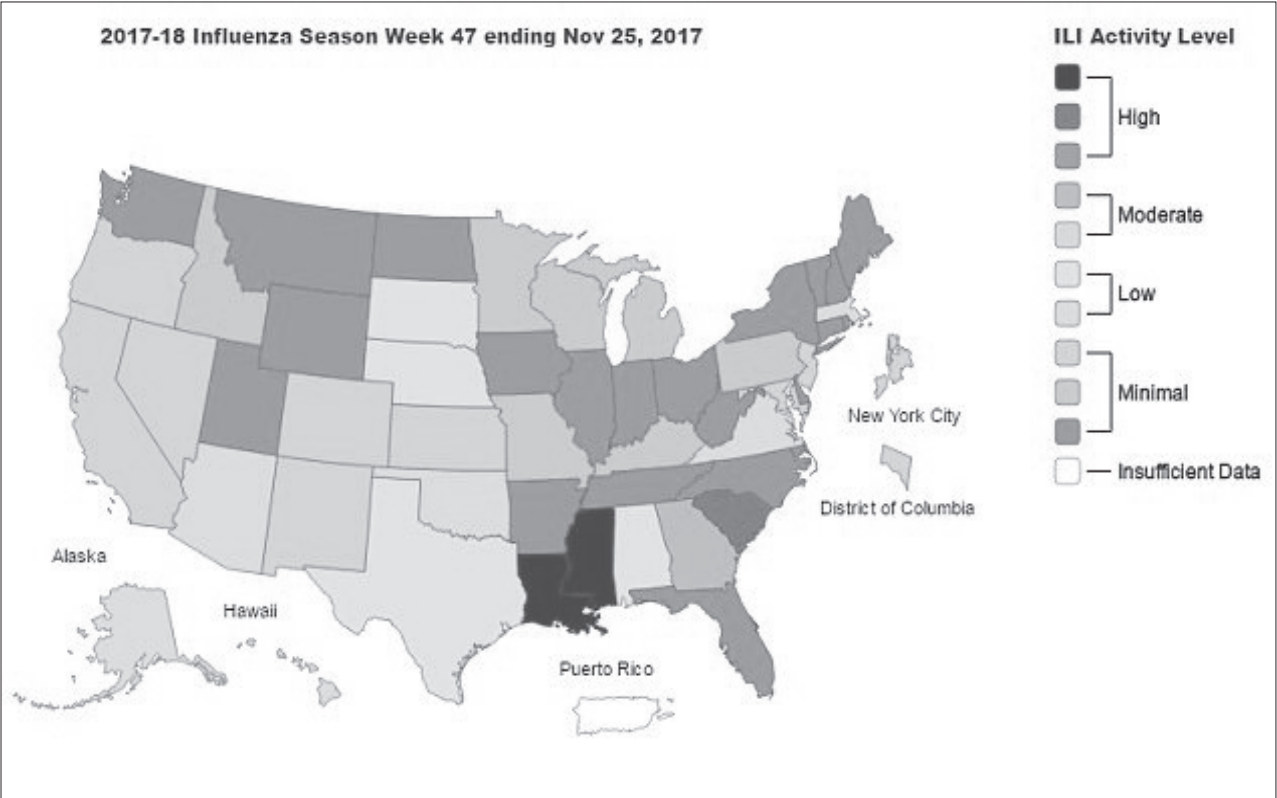 2017-18 Influenza Season Week 47 ending Nov 25, 2017
ILI Activity Level
High
Moderate
Low
Minimal
Insufficient Data
New York City
District of Columbia
Alaska
Hawaii
Puerto Rico